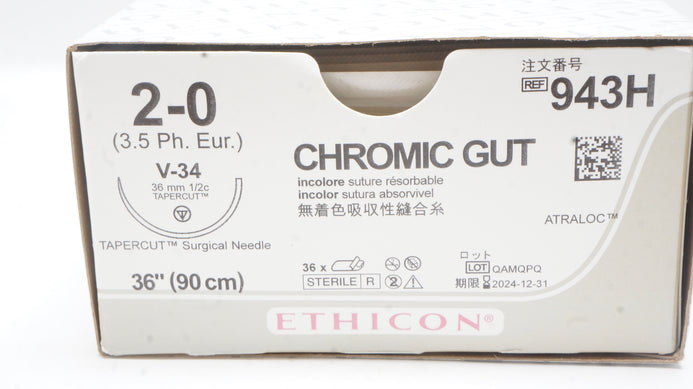 2-0
(3.5 Ph. Eur.)
V-34
36 mm 1/2c
TAPERCUT™
TAPERCUT™ Surgical Needle
36" (90 cm)
CHROMIC GUT
incolore suture résorbable
incolor sutura absorvível
無着色吸収性縫合糸
36 x
STERILE R
2
注文番号
REF 943H
ATRALOC™
ロット
LOT QAMQPQ
期限 2024-12-31
ETHICON®